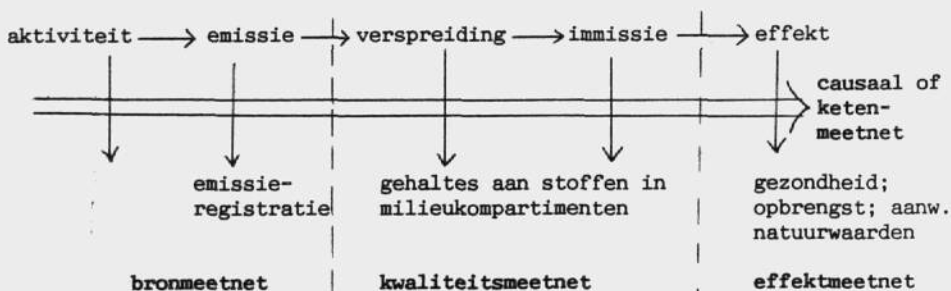 aktiviteit emissie verspreiding immissie effekt
causaal of
keten-
meetnet
emissie-
registratie
gehaltes aan stoffen in
milieukompartimenten
gezondheid;
opbrengst; aanw.
natuurwaarden
bronmeetnet kwaliteitsmeetnet effektmeetnet